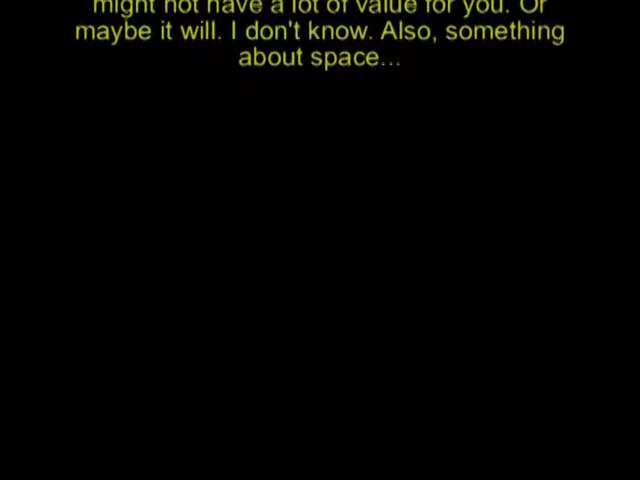 might not have a lot of value for you. Or
maybe it will. I don't know. Also, something
about space...